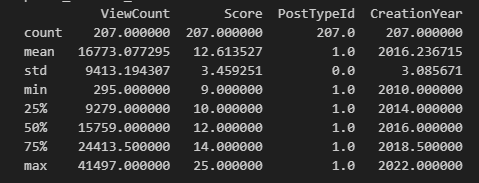 ViewCount Score PostTypeId CreationYear
count 207.000000 207.000000 207.0 207.000000
mean 16773.077295 12.613527 1.0 2016.236715
std 9413.194307 3.459251 0.0 3.085671
min 295.000000 9.000000 1.0 2010.000000
25% 9279.000000 10.000000 1.0 2014.000000
50% 15759.000000 12.000000 1.0 2016.000000
75% 24413.500000 14.000000 1.0 2018.500000
max 41497.000000 25.000000 1.0 2022.000000